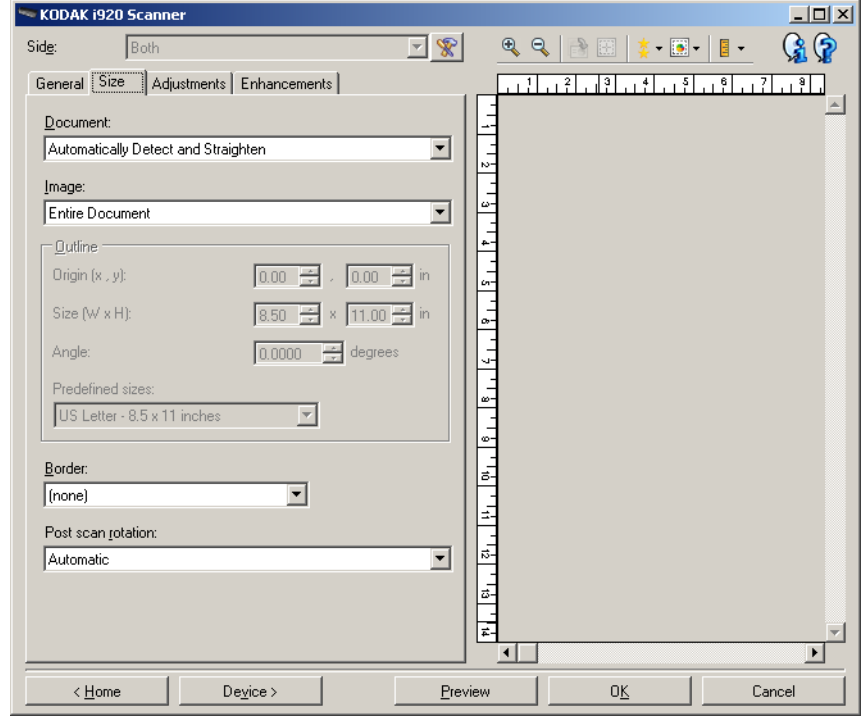 KODAK i920 Scanner
Side: Both
General Size Adjustments Enhancements
Document:
Automatically Detect and Straighten
Image:
Entire Document
Outline
Origin (x , y): 0.00 , 0.00 in
Size (W x H): 8.50 x 11.00 in
Angle: 0.0000 degrees
Predefined sizes:
US Letter - 8.5 x 11 inches
Border:
(none)
Post scan rotation:
Automatic
1 2 3 4 5 6 7 8
1
2
3
4
5
6
7
8
9
10
11
12
13
14
< Home Device > Preview OK Cancel